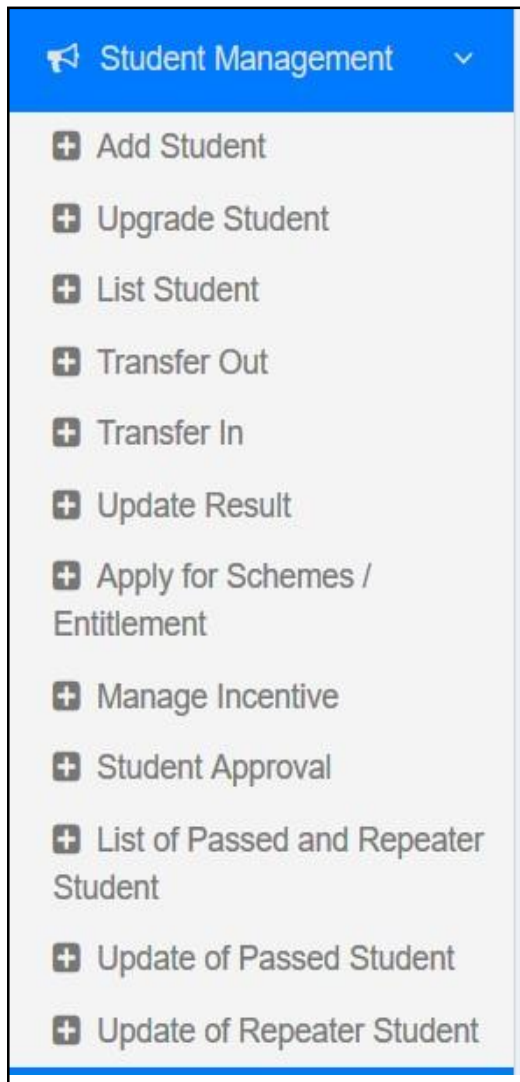 Student Management
Add Student
Upgrade Student
List Student
Transfer Out
Transfer In
Update Result
Apply for Schemes /
Entitlement
Manage Incentive
Student Approval
List of Passed and Repeater
Student
Update of Passed Student
Update of Repeater Student